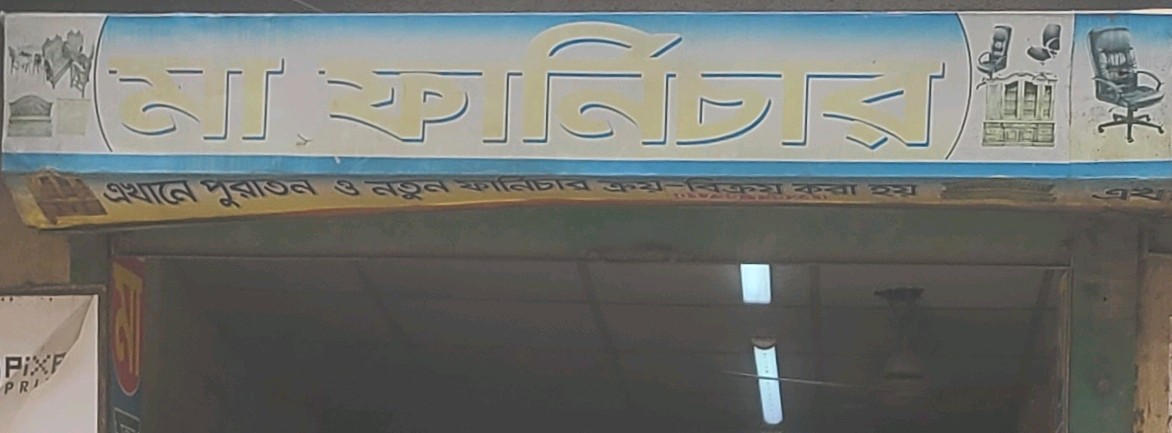 মা ফার্নিচার
এখানে পুরাতন ও নতুন ফার্নিচার ক্রয়-বিক্রয় করা হয়
মা